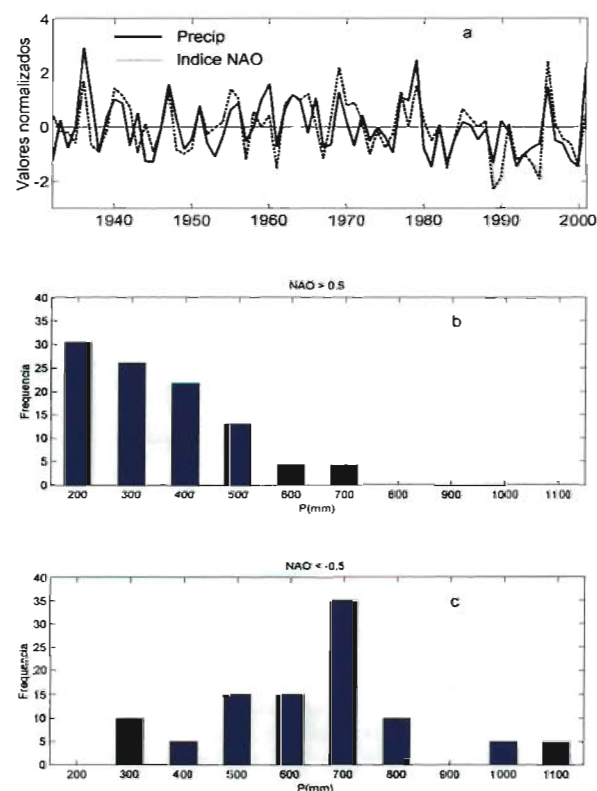 4
2
0
-2
Valores normalizados
Precip
Indice NAO
a
1940 1950 1960 1970 1980 1990 2000
NAO > 0.5
40
35
30
25
20
15
10
5
0
Frequencia
b
200 300 400 500 600 700 800 900 1000 1100
P(mm)
NAO < -0.5
40
35
30
25
20
15
10
5
0
Frequencia
c
200 300 400 500 600 700 800 900 1000 1100
P(mm)